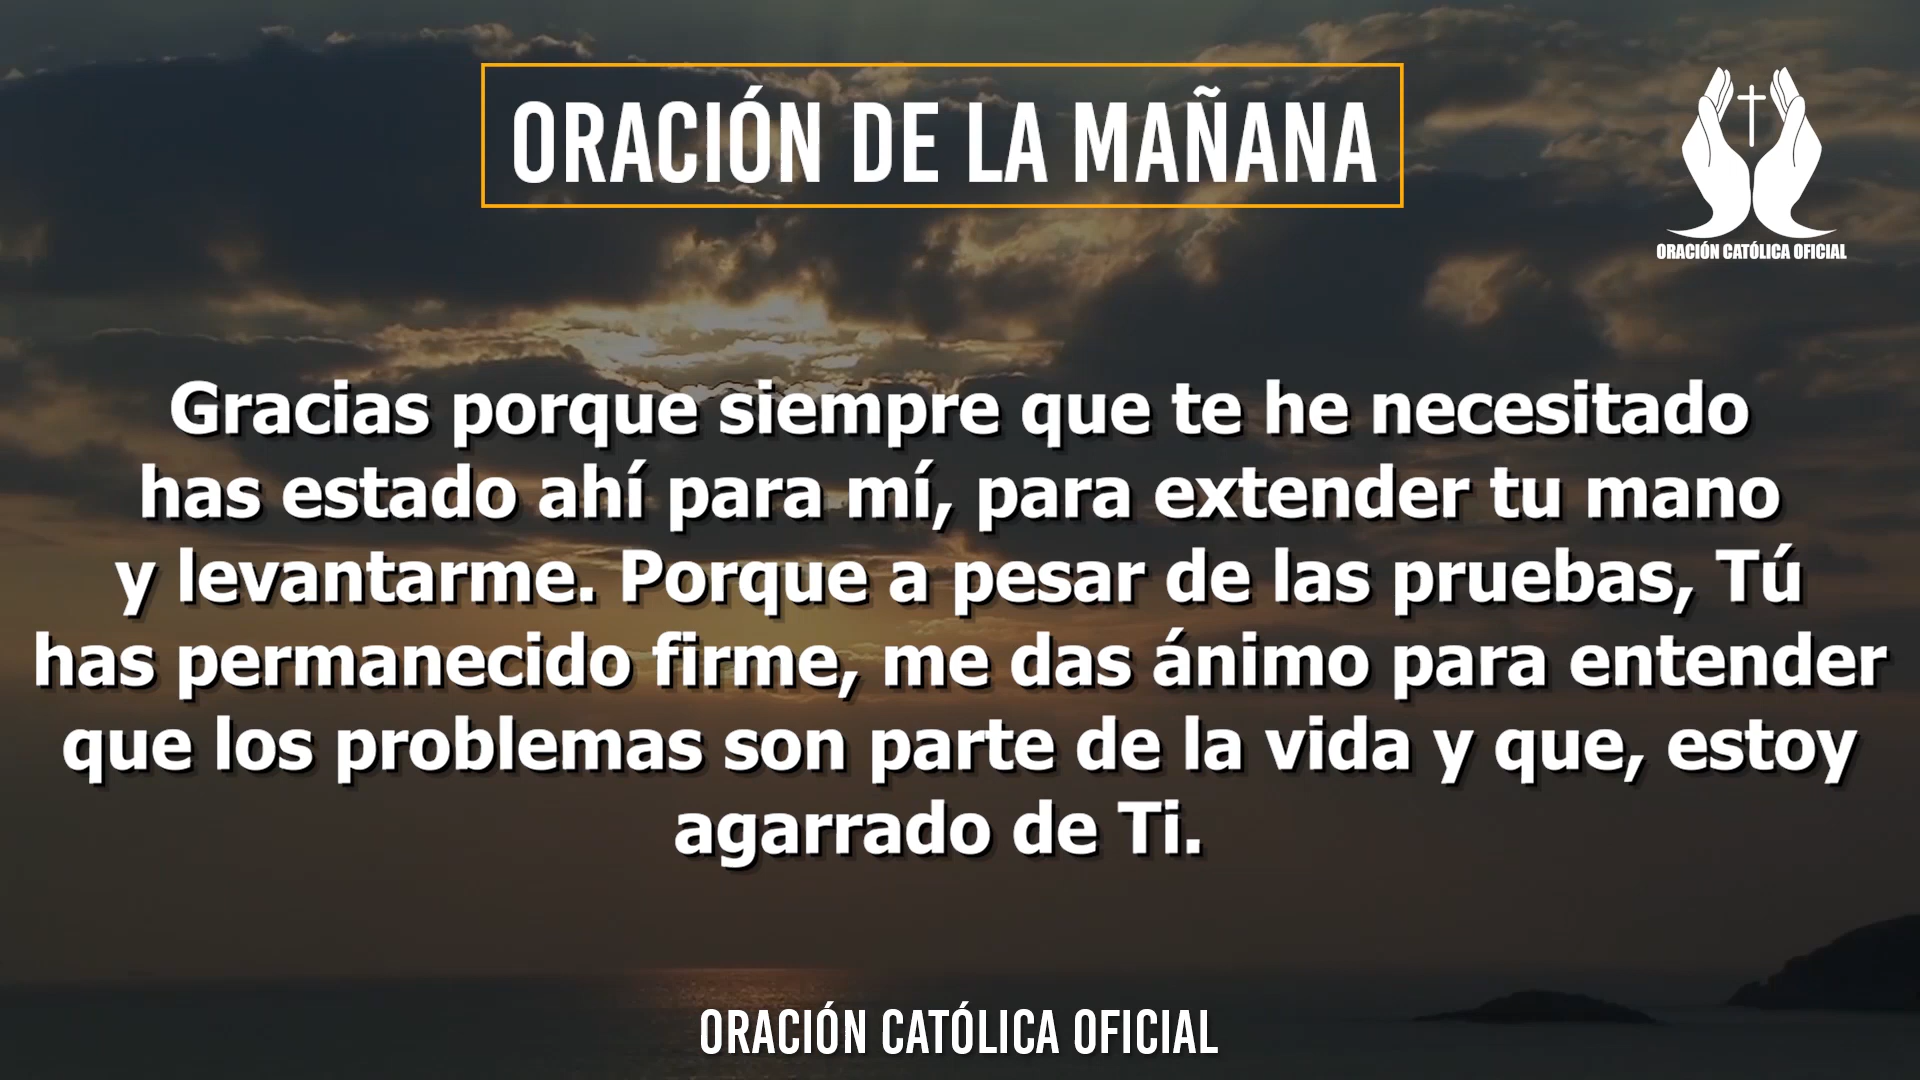 ORACIÓN DE LA MAÑANA
ORACIÓN CATÓLICA OFICIAL
Gracias porque siempre que te he necesitado
has estado ahí para mí, para extender tu mano
y levantarme. Porque a pesar de las pruebas, Tú
has permanecido firme, me das ánimo para entender
que los problemas son parte de la vida y que, estoy
agarrado de Ti.
ORACIÓN CATÓLICA OFICIAL